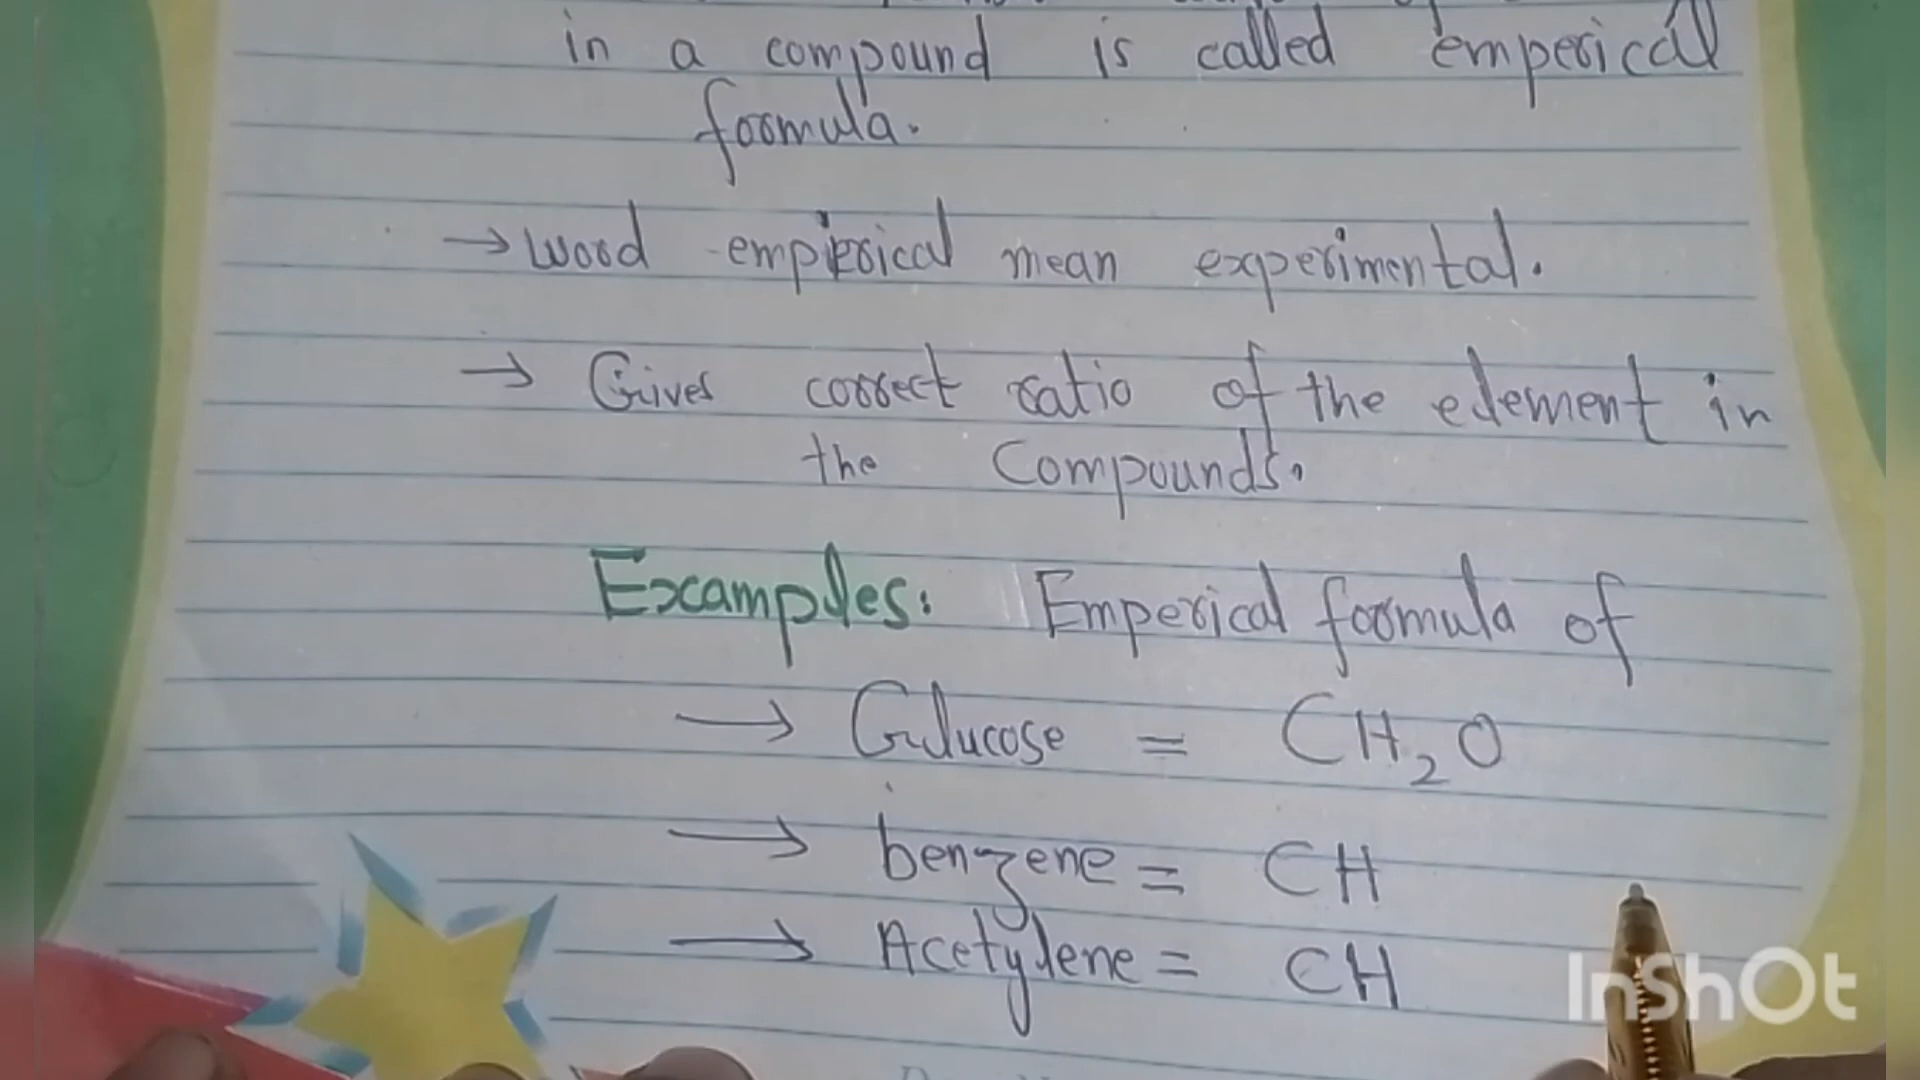 in a compound is called emperical
formula.
→ word empirical mean experimental.
→ Gives correct ratio of the element in
the Compounds.
Examples: Emperical formula of
→ Glucose = CH₂O
→ benzene = CH
→ Acetylene = CH
InShOt